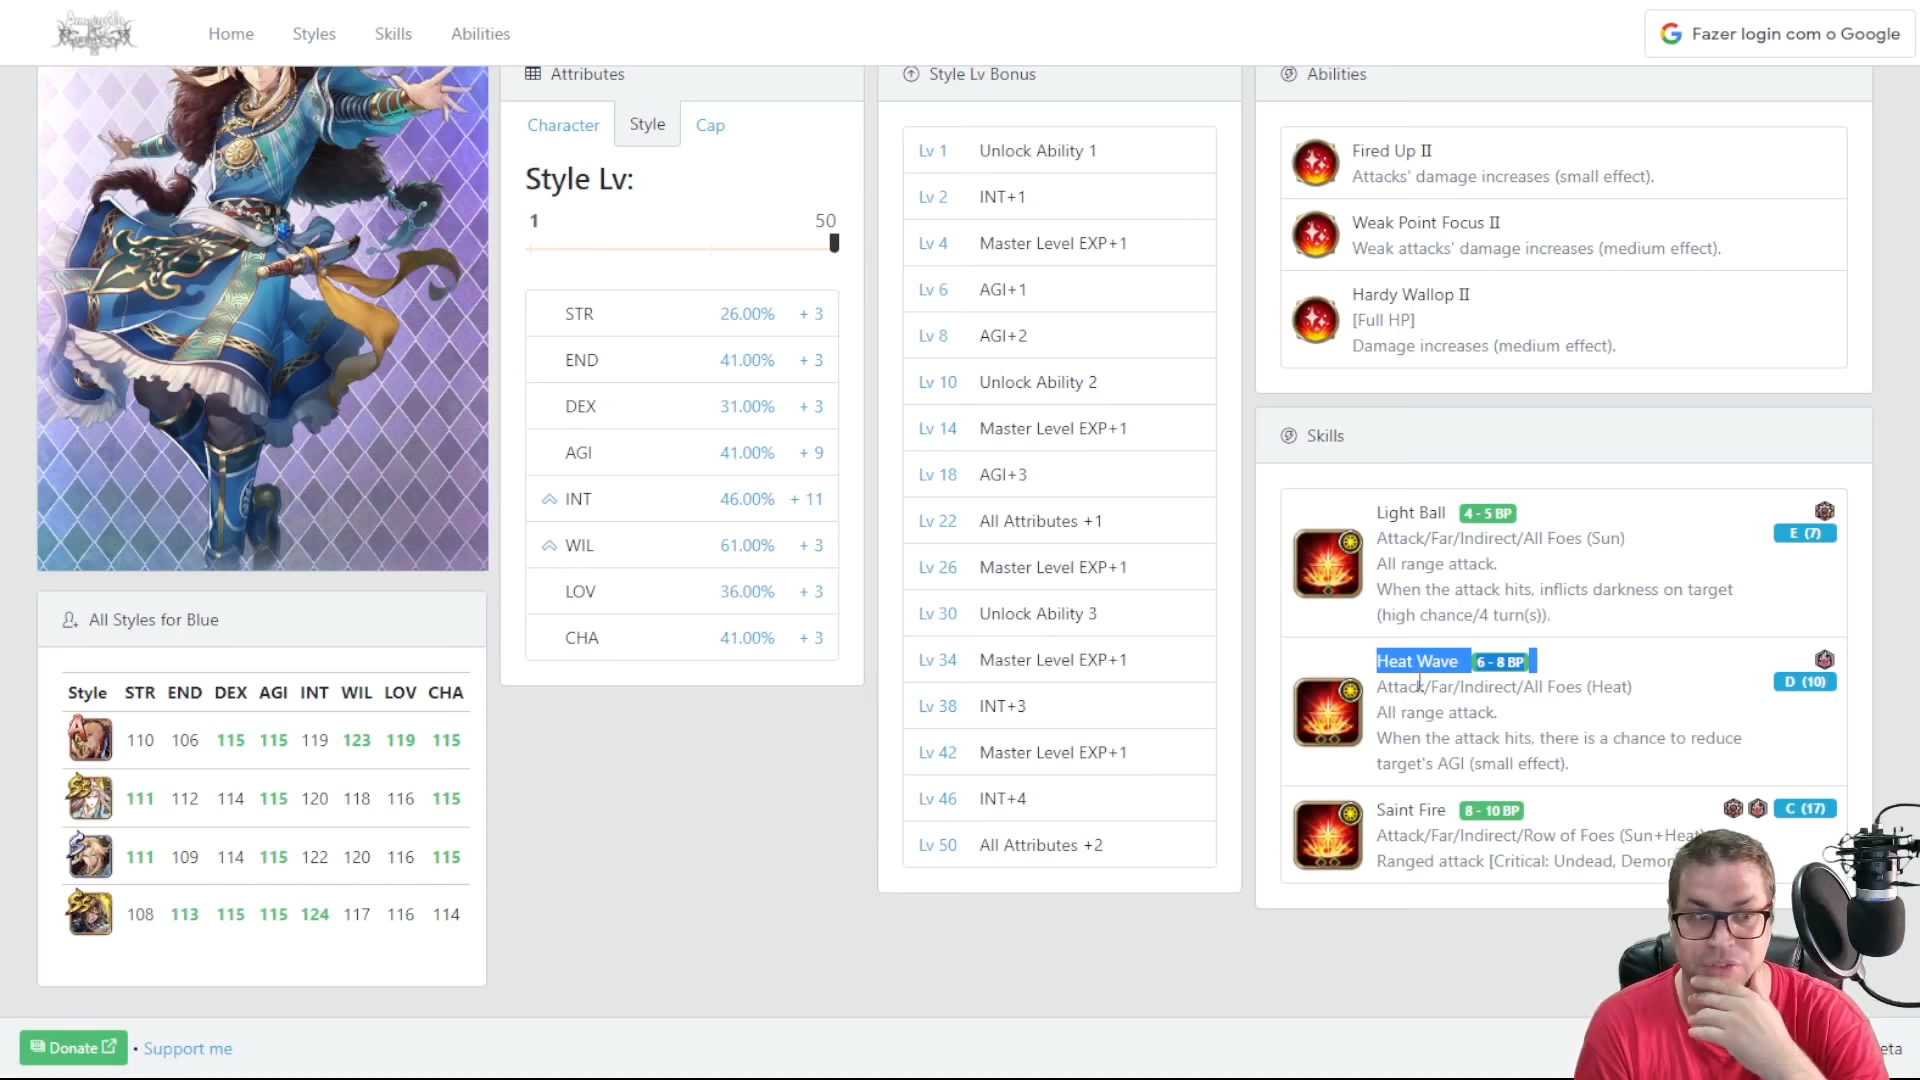 Home
Styles
Skills
Abilities
Fazer login com o Google
Attributes
Character
Style
Cap
Style Lv:
1
50
STR 26.00% + 3
END 41.00% + 3
DEX 31.00% + 3
AGI 41.00% + 9
INT 46.00% + 11
WIL 61.00% + 3
LOV 36.00% + 3
CHA 41.00% + 3
Style Lv Bonus
Lv 1 Unlock Ability 1
Lv 2 INT+1
Lv 4 Master Level EXP+1
Lv 6 AGI+1
Lv 8 AGI+2
Lv 10 Unlock Ability 2
Lv 14 Master Level EXP+1
Lv 18 AGI+3
Lv 22 All Attributes +1
Lv 26 Master Level EXP+1
Lv 30 Unlock Ability 3
Lv 34 Master Level EXP+1
Lv 38 INT+3
Lv 42 Master Level EXP+1
Lv 46 INT+4
Lv 50 All Attributes +2
Abilities
Fired Up II
Attacks' damage increases (small effect).
Weak Point Focus II
Weak attacks' damage increases (medium effect).
Hardy Wallop II
[Full HP]
Damage increases (medium effect).
Skills
Light Ball 4 - 5 BP
E (7)
Attack/Far/Indirect/All Foes (Sun)
All range attack.
When the attack hits, inflicts darkness on target
(high chance/4 turn(s)).
Heat Wave 6 - 8 BP
D (10)
Attack/Far/Indirect/All Foes (Heat)
All range attack.
When the attack hits, there is a chance to reduce
target's AGI (small effect).
Saint Fire 8 - 10 BP
C (17)
Attack/Far/Indirect/Row of Foes (Sun+Heat
Ranged attack [Critical: Undead, Demon
All Styles for Blue
Style STR END DEX AGI INT WIL LOV CHA
A 110 106 115 115 119 123 119 115
SS 111 112 114 115 120 118 116 115
S 111 109 114 115 122 120 116 115
SS 108 113 115 115 124 117 116 114
Donate • Support me
eta